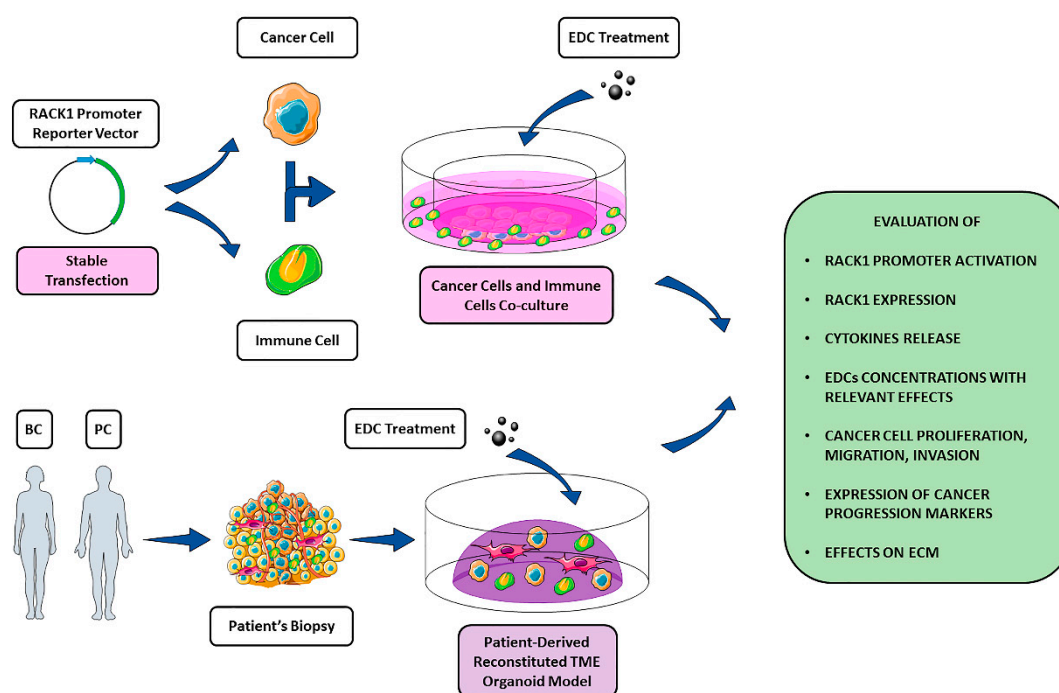 Cancer Cell
EDC Treatment
RACK1 Promoter
Reporter Vector
Stable
Transfection
Immune Cell
Cancer Cells and Immune
Cells Co-culture
BC
PC
EDC Treatment
Patient's Biopsy
Patient-Derived
Reconstituted TME
Organoid Model
EVALUATION OF
• RACK1 PROMOTER ACTIVATION
• RACK1 EXPRESSION
• CYTOKINES RELEASE
• EDCs CONCENTRATIONS WITH
RELEVANT EFFECTS
• CANCER CELL PROLIFERATION,
MIGRATION, INVASION
• EXPRESSION OF CANCER
PROGRESSION MARKERS
• EFFECTS ON ECM